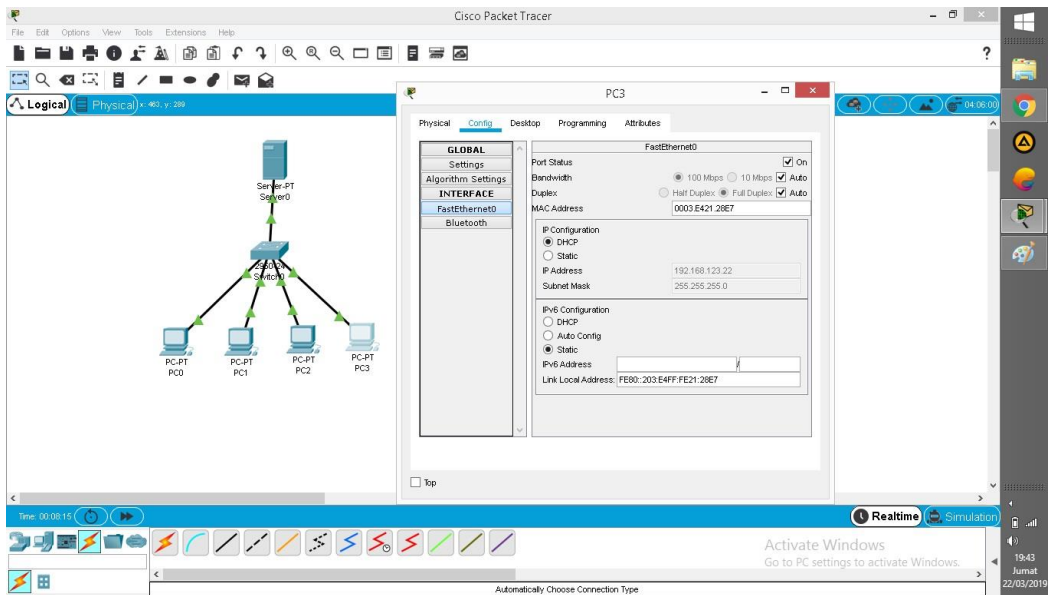 Cisco Packet Tracer
File Edit Options View Tools Extensions Help
?
Logical
Physical
x: 463, y: 289
04:06:00
Server-PT
Server0
2950-24
Switch0
PC-PT
PC0
PC-PT
PC1
PC-PT
PC2
PC-PT
PC3
PC3
Physical Config Desktop Programming Attributes
GLOBAL
Settings
Algorithm Settings
INTERFACE
FastEthernet0
Bluetooth
FastEthernet0
Port Status On
Bandwidth 100 Mbps 10 Mbps Auto
Duplex Half Duplex Full Duplex Auto
MAC Address 0003.E421.28E7
IP Configuration
DHCP
Static
IP Address 192.168.123.22
Subnet Mask 255.255.255.0
IPv6 Configuration
DHCP
Auto Config
Static
IPv6 Address /
Link Local Address: FE80::203:E4FF:FE21:28E7
Top
Time: 00:08:15
Realtime
Simulation
Automatically Choose Connection Type
Activate Windows
Go to PC settings to activate Windows.
19:43
Jumat
22/03/2019